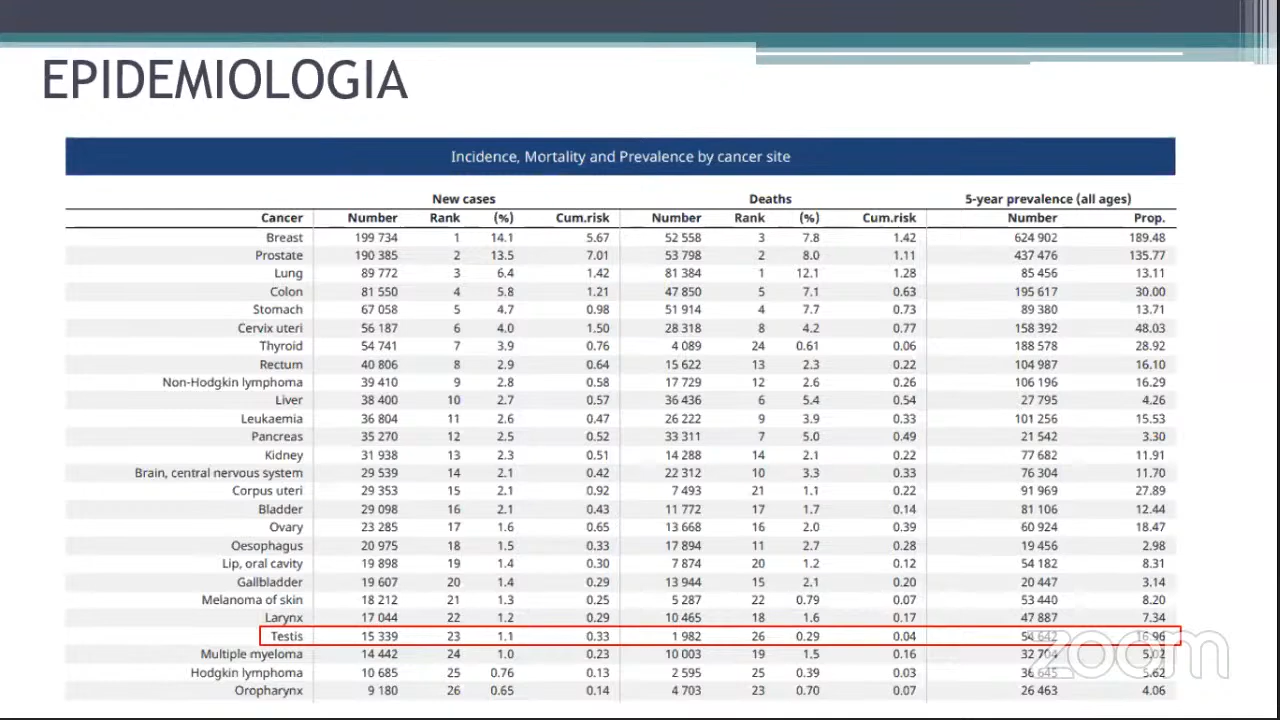 EPIDEMIOLOGIA
Incidence, Mortality and Prevalence by cancer site
New cases Deaths 5-year prevalence (all ages)
Cancer Number Rank (%) Cum.risk Number Rank (%) Cum.risk Number Prop.
Breast 199 734 1 14.1 5.67 52 558 3 7.8 1.42 624 902 189.48
Prostate 190 385 2 13.5 7.01 53 798 2 8.0 1.11 437 476 135.77
Lung 89 772 3 6.4 1.42 81 384 1 12.1 1.28 85 456 13.11
Colon 81 550 4 5.8 1.21 47 850 5 7.1 0.63 195 617 30.00
Stomach 67 058 5 4.7 0.98 51 914 4 7.7 0.73 89 380 13.71
Cervix uteri 56 187 6 4.0 1.50 28 318 8 4.2 0.77 158 392 48.03
Thyroid 54 741 7 3.9 0.76 4 089 24 0.61 0.06 188 578 28.92
Rectum 40 806 8 2.9 0.64 15 622 13 2.3 0.22 104 987 16.10
Non-Hodgkin lymphoma 39 410 9 2.8 0.58 17 729 12 2.6 0.26 106 196 16.29
Liver 38 400 10 2.7 0.57 36 436 6 5.4 0.54 27 795 4.26
Leukaemia 36 804 11 2.6 0.47 26 222 9 3.9 0.33 101 256 15.53
Pancreas 35 270 12 2.5 0.52 33 311 7 5.0 0.49 21 542 3.30
Kidney 31 938 13 2.3 0.51 14 288 14 2.1 0.22 77 682 11.91
Brain, central nervous system 29 539 14 2.1 0.42 22 312 10 3.3 0.33 76 304 11.70
Corpus uteri 29 353 15 2.1 0.92 7 493 21 1.1 0.22 91 969 27.89
Bladder 29 098 16 2.1 0.43 11 772 17 1.7 0.14 81 106 12.44
Ovary 23 285 17 1.6 0.65 13 668 16 2.0 0.39 60 924 18.47
Oesophagus 20 975 18 1.5 0.33 17 894 11 2.7 0.28 19 456 2.98
Lip, oral cavity 19 898 19 1.4 0.30 7 874 20 1.2 0.12 54 182 8.31
Gallbladder 19 607 20 1.4 0.29 13 944 15 2.1 0.20 20 447 3.14
Melanoma of skin 18 212 21 1.3 0.25 5 287 22 0.79 0.07 53 440 8.20
Larynx 17 044 22 1.2 0.29 10 465 18 1.6 0.17 47 887 7.34
Testis 15 339 23 1.1 0.33 1 982 26 0.29 0.04 54 642 16.96
Multiple myeloma 14 442 24 1.0 0.23 10 003 19 1.5 0.16 32 704 5.02
Hodgkin lymphoma 10 685 25 0.76 0.13 2 595 25 0.39 0.03 36 645 5.62
Oropharynx 9 180 26 0.65 0.14 4 703 23 0.70 0.07 26 463 4.06
zoom